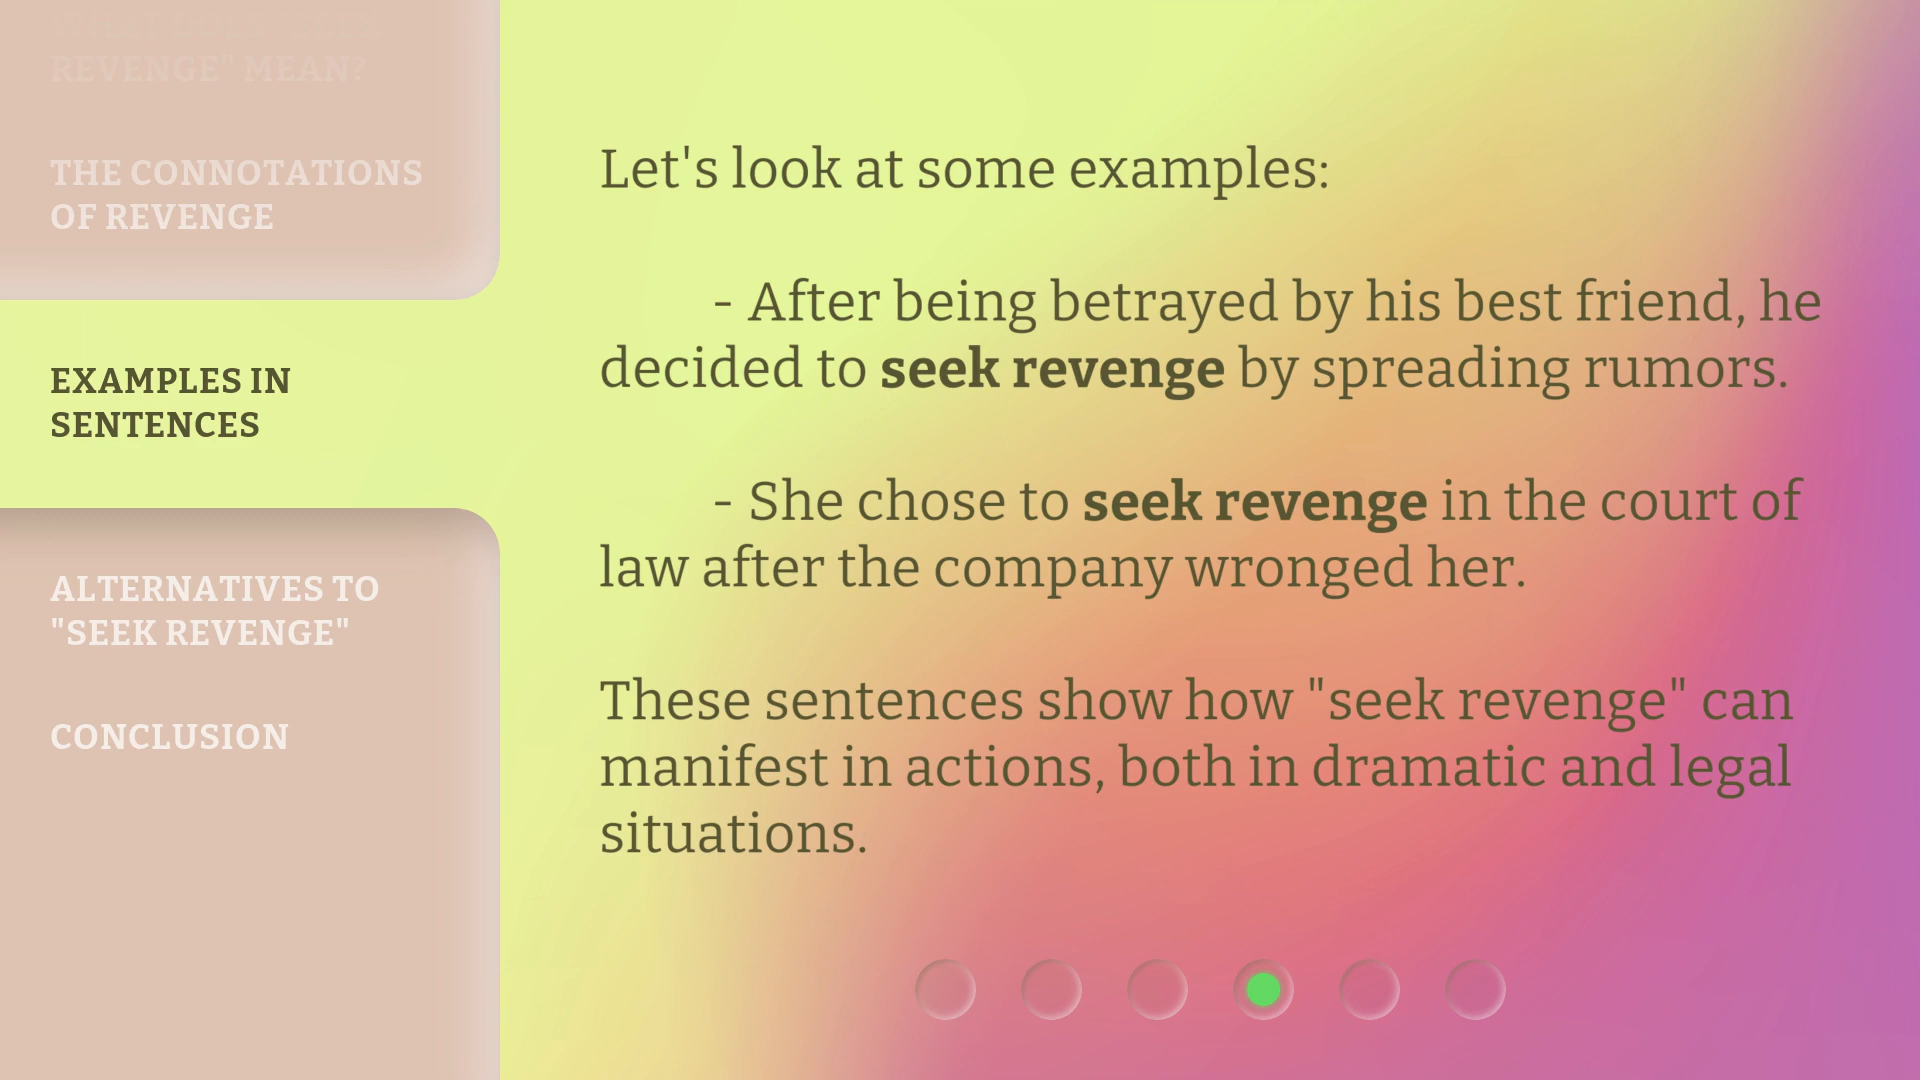 REVENGE" MEAN?
THE CONNOTATIONS
OF REVENGE
EXAMPLES IN
SENTENCES
ALTERNATIVES TO
"SEEK REVENGE"
CONCLUSION
Let's look at some examples:
- After being betrayed by his best friend, he
decided to seek revenge by spreading rumors.
- She chose to seek revenge in the court of
law after the company wronged her.
These sentences show how "seek revenge" can
manifest in actions, both in dramatic and legal
situations.